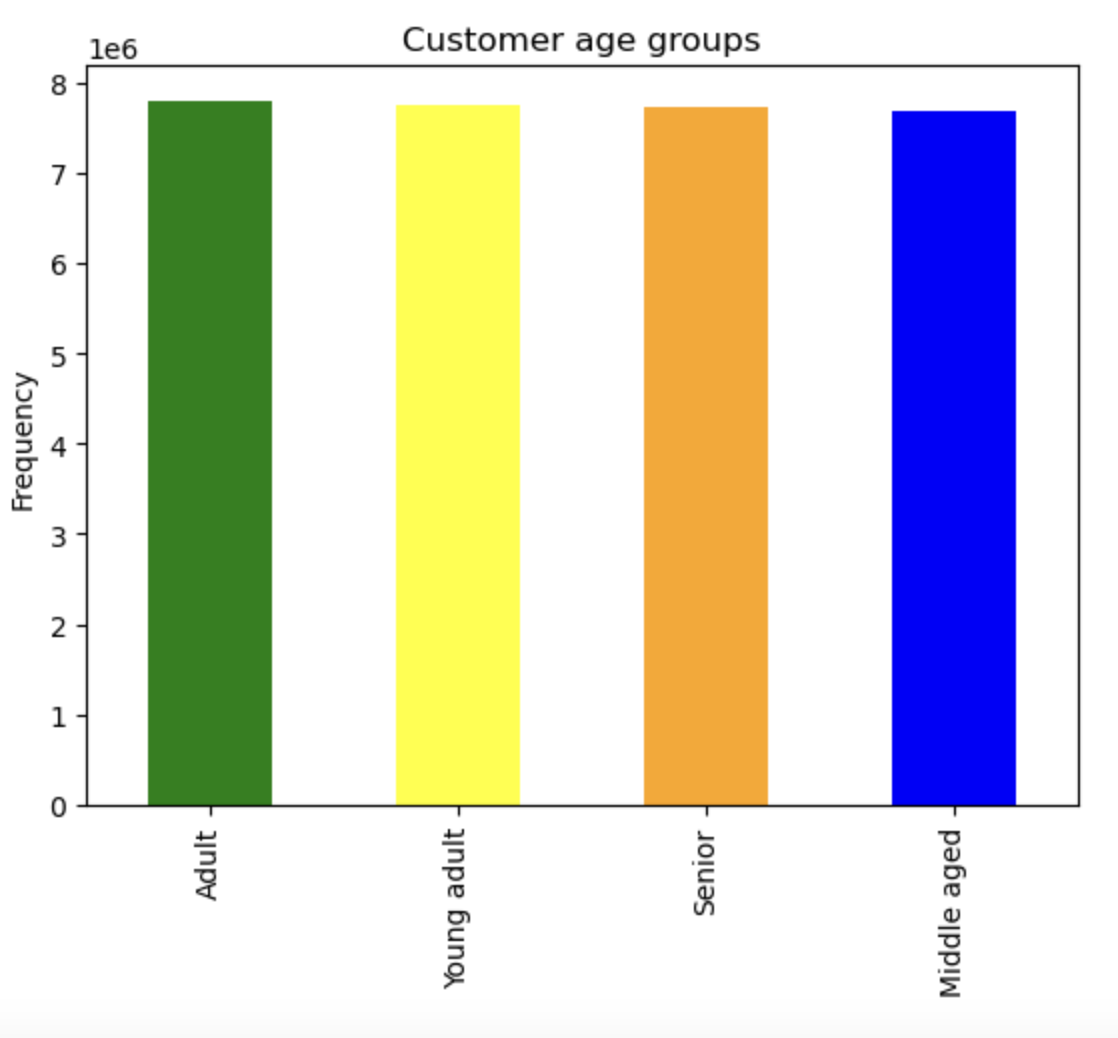 Customer age groups
1e6
8
7
6
5
4
3
2
1
0
Frequency
Adult
Young adult
Senior
Middle aged